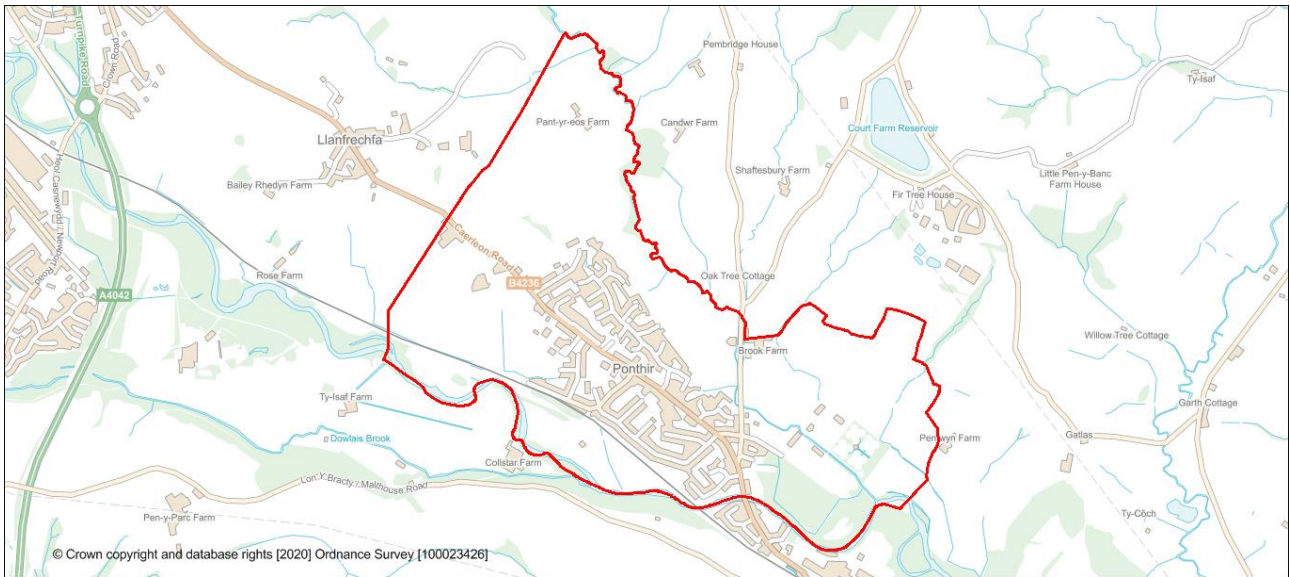 Turnpike Road
Crown Road
Pembridge House
Ty-Isaf
Llanfrechfa
Pant-yr-eos Farm
Candwr Farm
Court Farm Reservoir
Heol Casnewydd / Newport Road
Bailey Rhedyn Farm
Shaftesbury Farm
Little Pen-y-Banc
Farm House
Fir Tree House
Caerleon Road
B4236
Rose Farm
Oak Tree Cottage
A4042
Willow Tree Cottage
Brook Farm
Ponthir
Ty-Isaf Farm
Garth Cottage
Dowlais Brook
Gatlas
Penwyn Farm
Collstar Farm
Lon Y Bracty / Malthouse Road
Pen-y-Parc Farm
Ty-Còch
© Crown copyright and database rights [2020] Ordnance Survey [100023426]